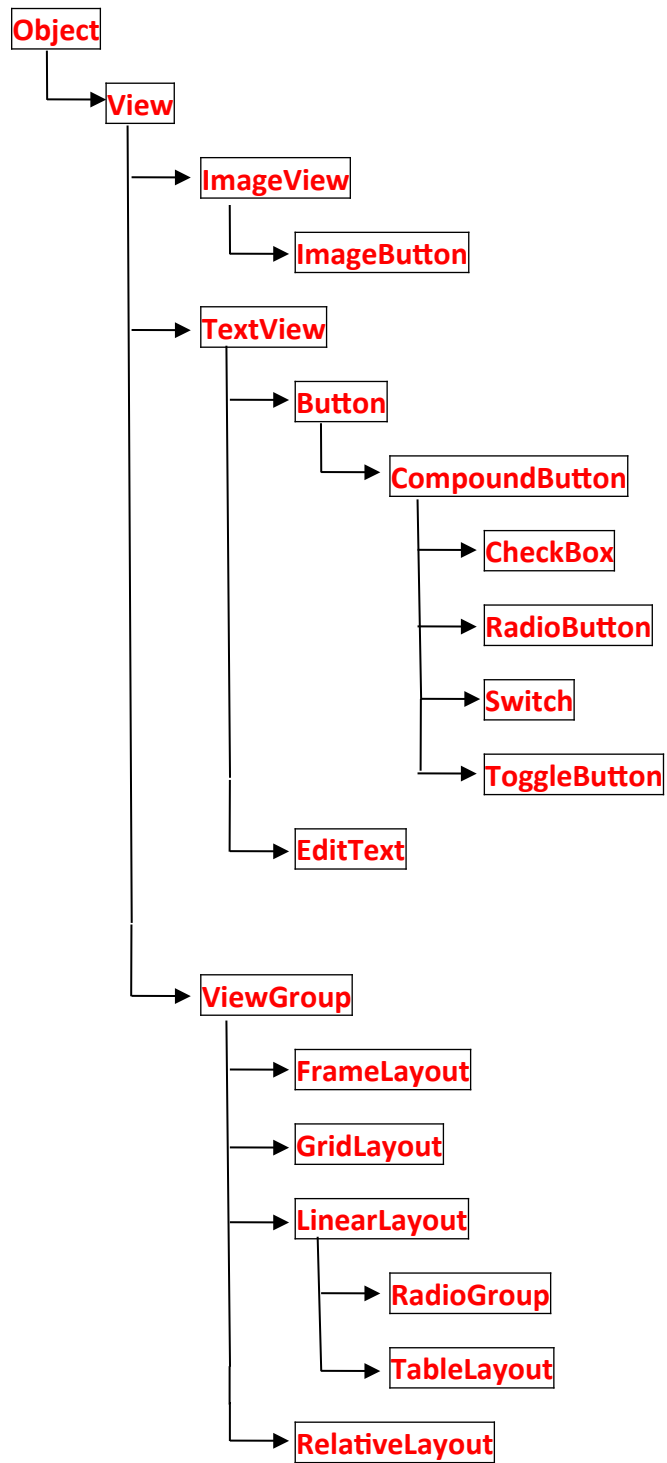 Object
View
ImageView
ImageButton
TextView
Button
CompoundButton
CheckBox
RadioButton
Switch
ToggleButton
EditText
ViewGroup
FrameLayout
GridLayout
LinearLayout
RadioGroup
TableLayout
RelativeLayout